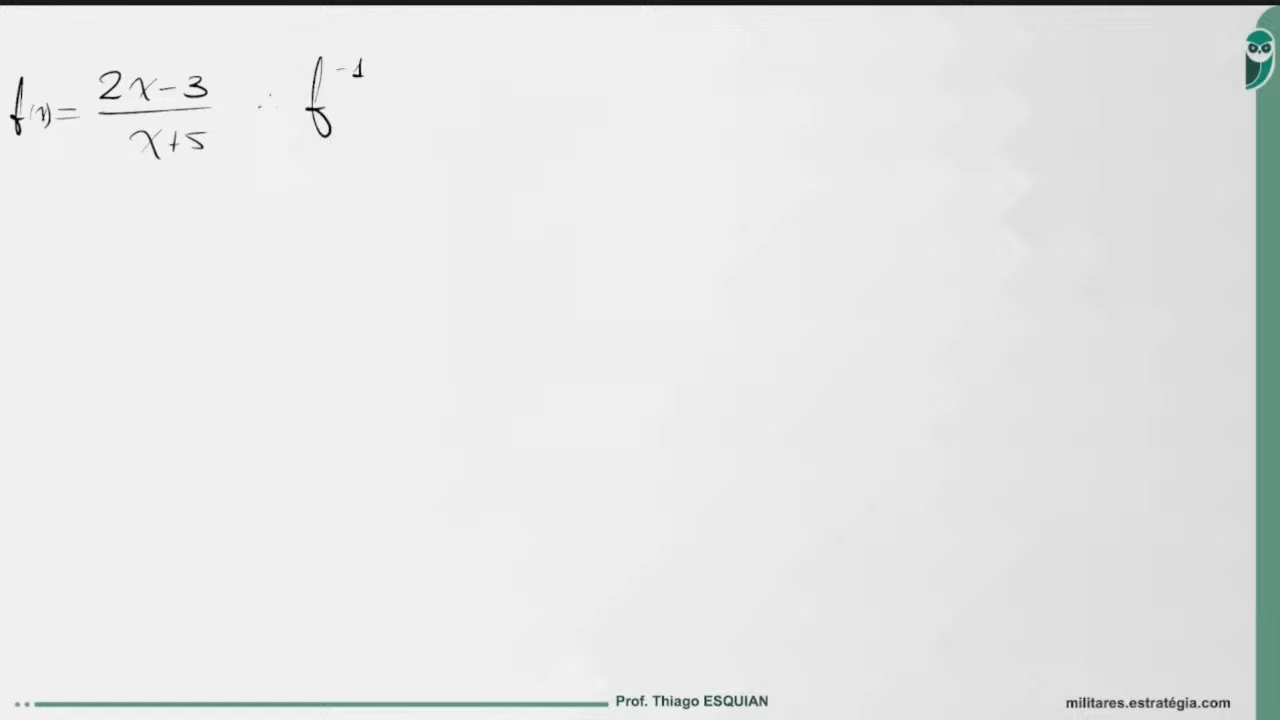 f(x) = (2x-3)/(x+5) ∴ f⁻¹
Prof. Thiago ESQUIAN
militares.estratégia.com